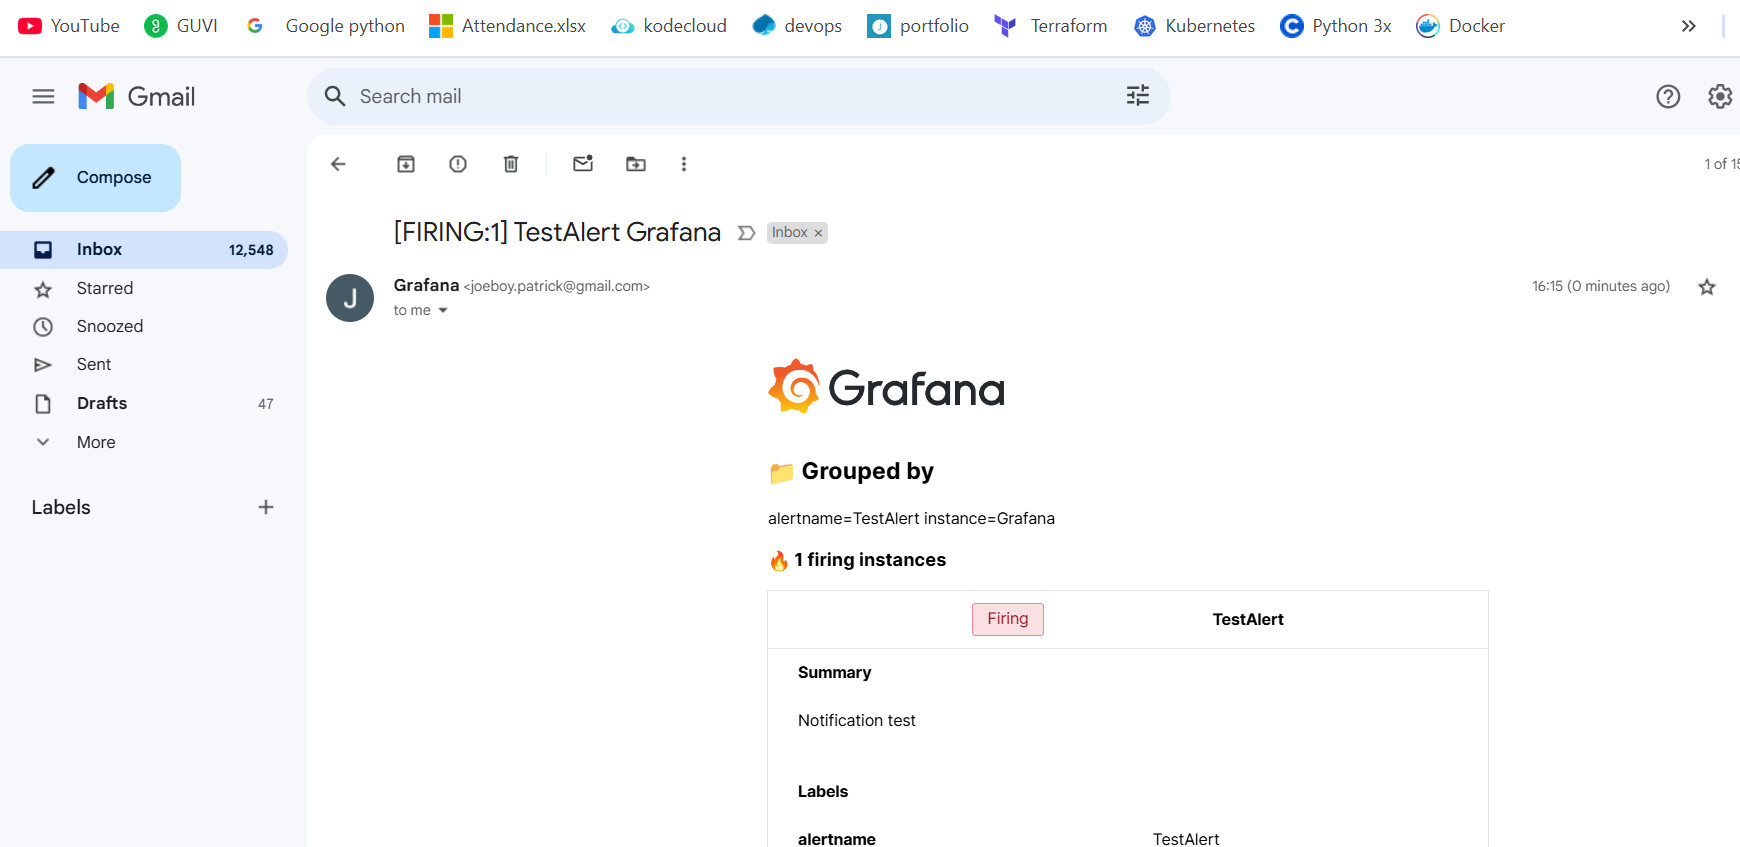 YouTube GUVI Google python Attendance.xlsx kodecloud devops portfolio Terraform Kubernetes Python 3x Docker
Gmail Search mail
Compose
1 of
[FIRING:1] TestAlert Grafana Inbox ×
Inbox 12,548
Starred
Snoozed
Sent
Drafts 47
More
Labels +
J
Grafana <joeboy.patrick@gmail.com> 16:15 (0 minutes ago)
to me
Grafana
Grouped by
alertname=TestAlert instance=Grafana
1 firing instances
Firing TestAlert
Summary
Notification test
Labels
alertname TestAlert